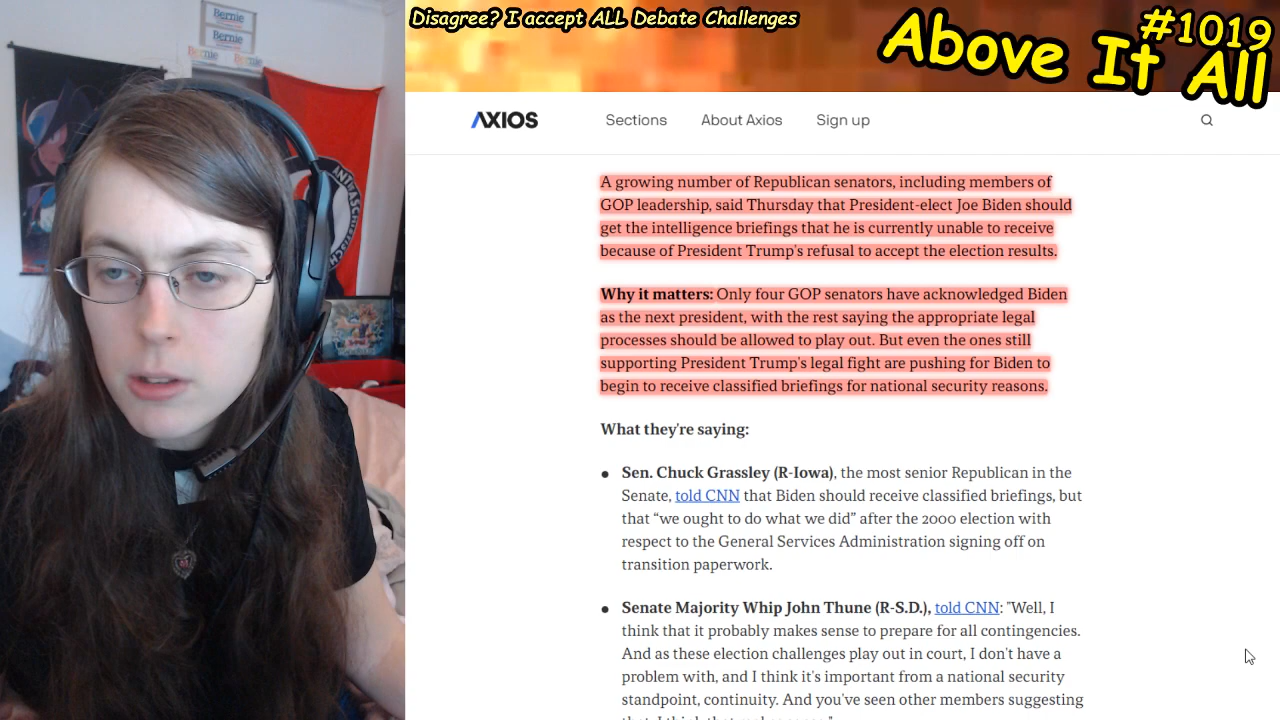 Bernie
Bernie
Bernie
Bernie
Disagree? I accept ALL Debate Challenges
Above It All
#1019
AXIOS
Sections
About Axios
Sign up
A growing number of Republican senators, including members of
GOP leadership, said Thursday that President-elect Joe Biden should
get the intelligence briefings that he is currently unable to receive
because of President Trump's refusal to accept the election results.
Why it matters: Only four GOP senators have acknowledged Biden
as the next president, with the rest saying the appropriate legal
processes should be allowed to play out. But even the ones still
supporting President Trump's legal fight are pushing for Biden to
begin to receive classified briefings for national security reasons.
What they're saying:
Sen. Chuck Grassley (R-Iowa), the most senior Republican in the
Senate, told CNN that Biden should receive classified briefings, but
that “we ought to do what we did” after the 2000 election with
respect to the General Services Administration signing off on
transition paperwork.
Senate Majority Whip John Thune (R-S.D.), told CNN: "Well, I
think that it probably makes sense to prepare for all contingencies.
And as these election challenges play out in court, I don't have a
problem with, and I think it's important from a national security
standpoint, continuity. And you've seen other members suggesting